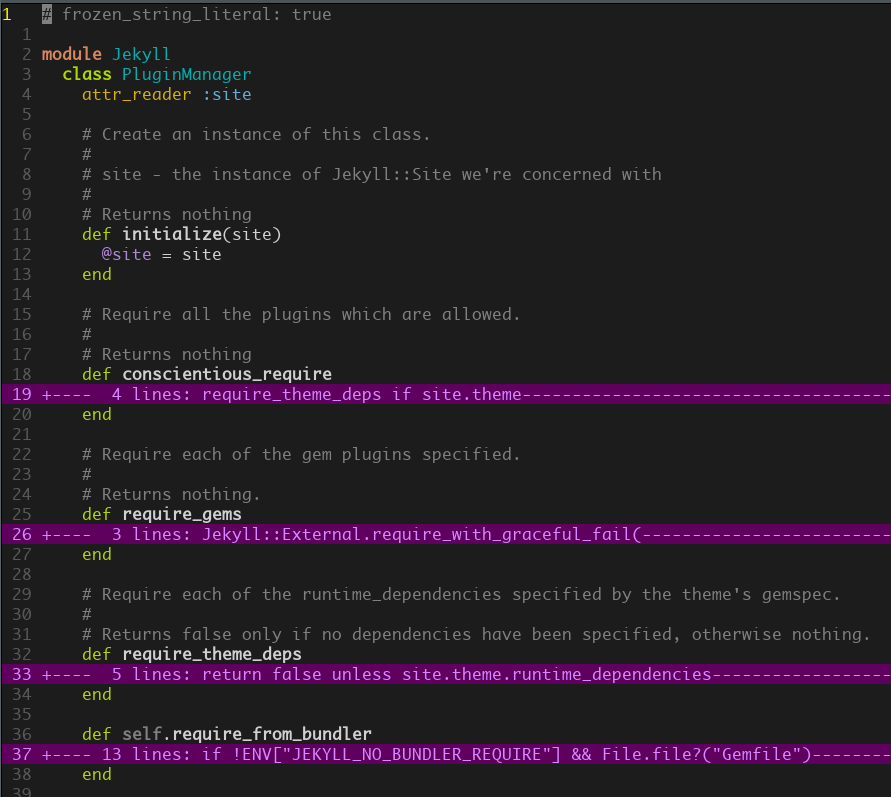 1   # frozen_string_literal: true
  1
  2 module Jekyll
  3   class PluginManager
  4     attr_reader :site
  5
  6     # Create an instance of this class.
  7     #
  8     # site - the instance of Jekyll::Site we're concerned with
  9     #
 10     # Returns nothing
 11     def initialize(site)
 12       @site = site
 13     end
 14
 15     # Require all the plugins which are allowed.
 16     #
 17     # Returns nothing
 18     def conscientious_require
 19 +----  4 lines: require_theme_deps if site.theme-------------------------------------
 20     end
 21
 22     # Require each of the gem plugins specified.
 23     #
 24     # Returns nothing.
 25     def require_gems
 26 +----  3 lines: Jekyll::External.require_with_graceful_fail(-------------------------
 27     end
 28
 29     # Require each of the runtime_dependencies specified by the theme's gemspec.
 30     #
 31     # Returns false only if no dependencies have been specified, otherwise nothing.
 32     def require_theme_deps
 33 +----  5 lines: return false unless site.theme.runtime_dependencies------------------
 34     end
 35
 36     def self.require_from_bundler
 37 +---- 13 lines: if !ENV["JEKYLL_NO_BUNDLER_REQUIRE"] && File.file?("Gemfile")--------
 38     end
 39